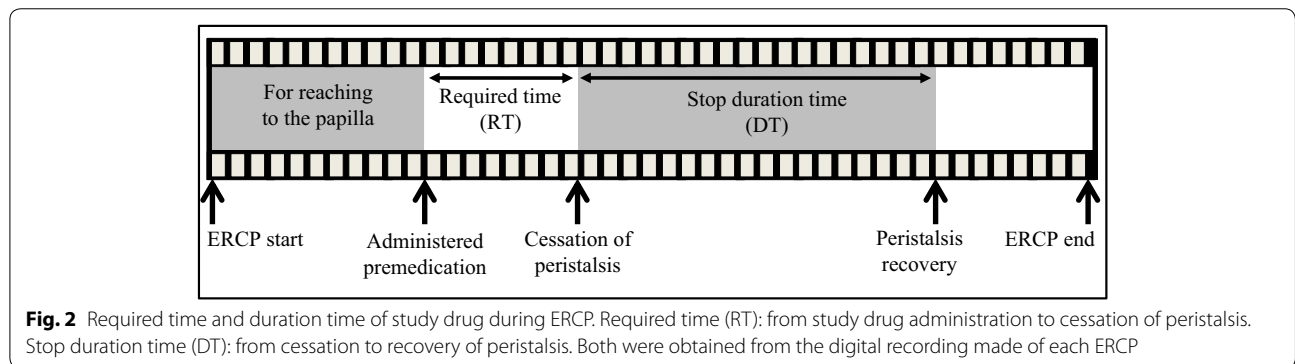 For reaching
to the papilla
Required time
(RT)
Stop duration time
(DT)
ERCP start
Administered
premedication
Cessation of
peristalsis
Peristalsis
recovery
ERCP end
Fig. 2 Required time and duration time of study drug during ERCP. Required time (RT): from study drug administration to cessation of peristalsis.
Stop duration time (DT): from cessation to recovery of peristalsis. Both were obtained from the digital recording made of each ERCP